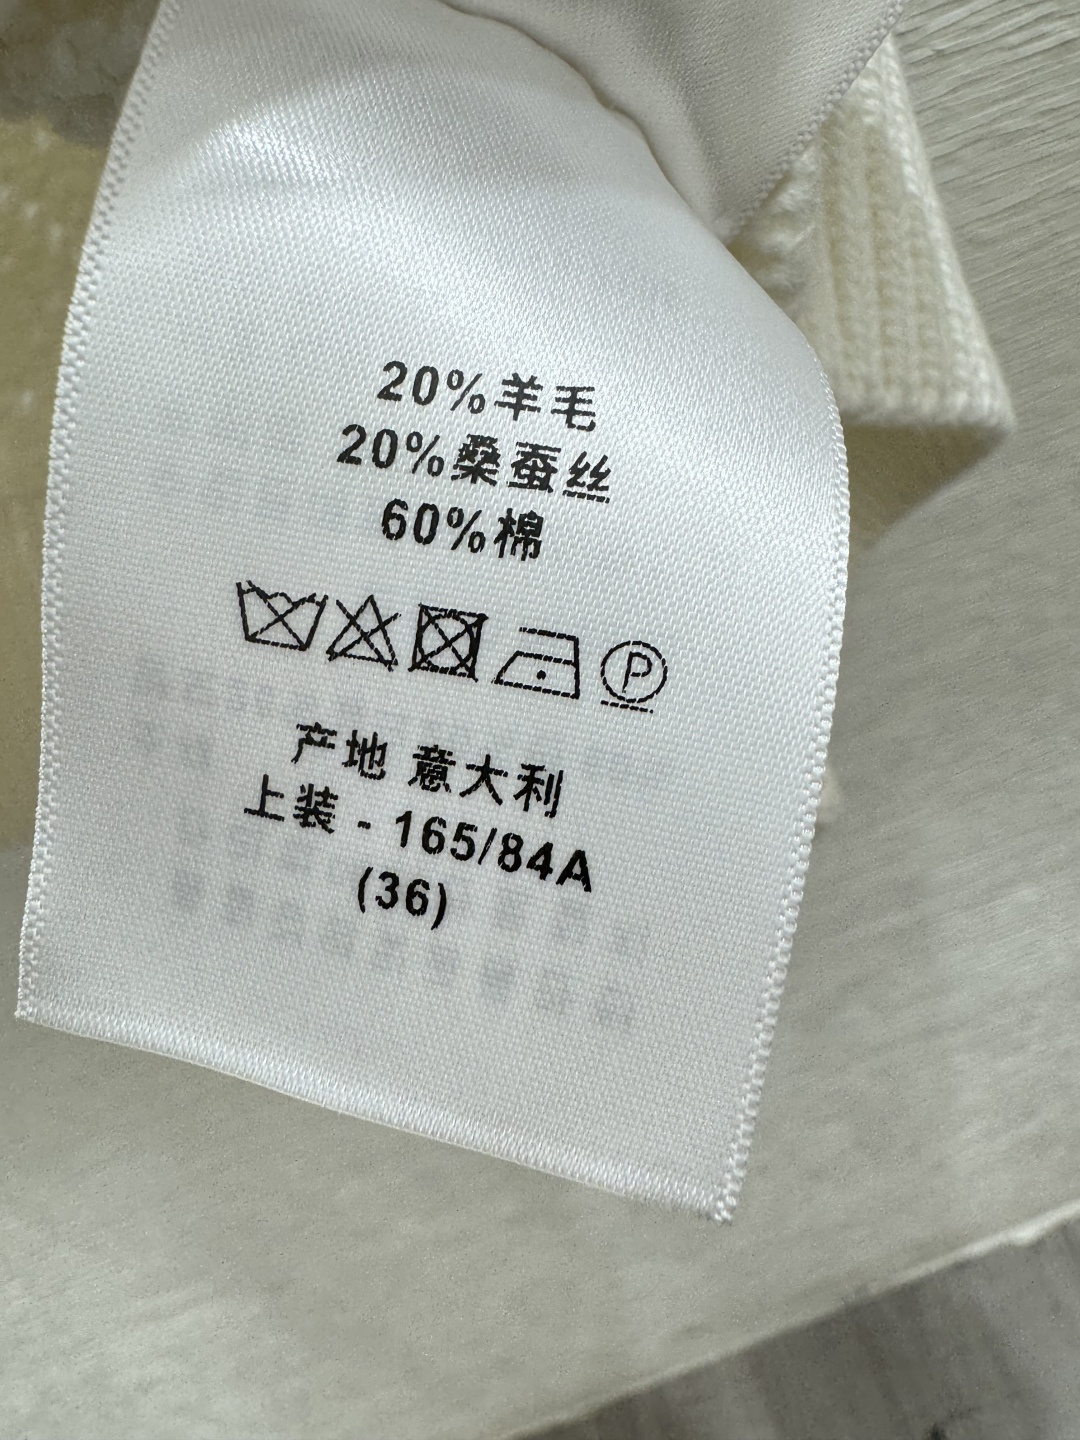 20%羊毛
20%桑蚕丝
60%棉
P
产地 意大利
上装 - 165/84A
(36)